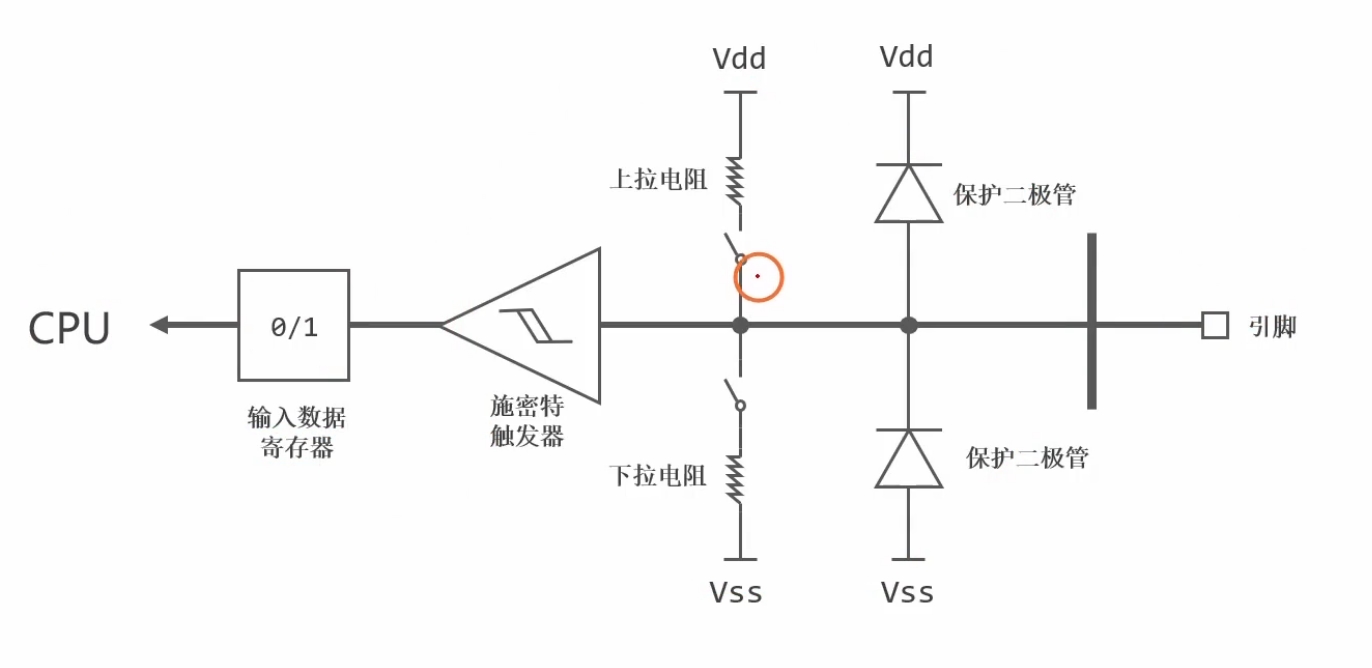 Vdd
Vdd
上拉电阻
保护二极管
CPU
0/1
引脚
输入数据
寄存器
施密特
触发器
下拉电阻
保护二极管
Vss
Vss